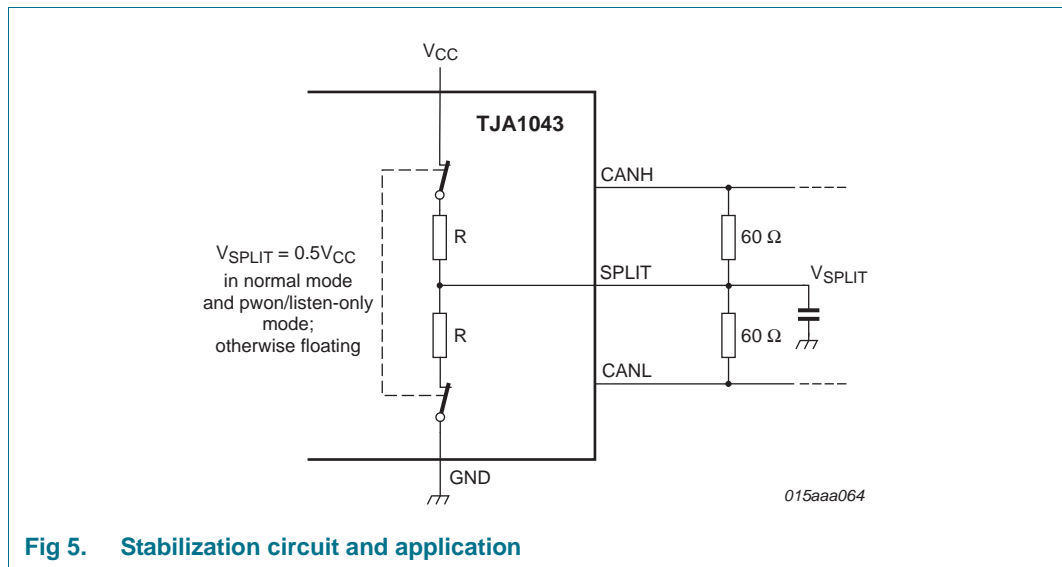 VCC
TJA1043
CANH
R
60 Ω
VSPLIT = 0.5VCC
in normal mode
and pwon/listen-only
mode;
otherwise floating
SPLIT
VSPLIT
R
60 Ω
CANL
GND
015aaa064
Fig 5. Stabilization circuit and application